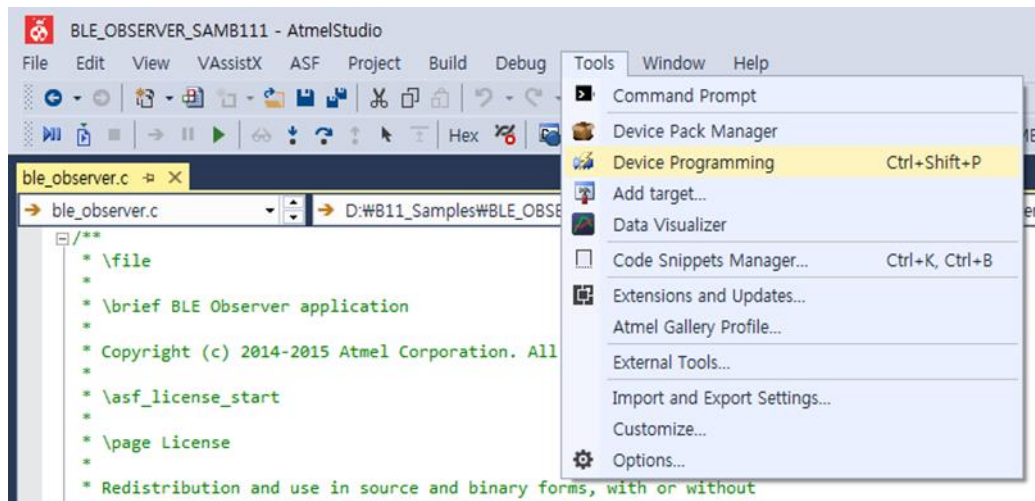 BLE_OBSERVER_SAMB111 - AtmelStudio
File Edit View VAssistX ASF Project Build Debug Tools Window Help
Hex
Command Prompt
Device Pack Manager
Device Programming Ctrl+Shift+P
Add target...
Data Visualizer
Code Snippets Manager... Ctrl+K, Ctrl+B
Extensions and Updates...
Atmel Gallery Profile...
External Tools...
Import and Export Settings...
Customize...
Options...
ble_observer.c
ble_observer.c D:₩B11_Samples₩BLE_OBSE
/**
* \file
*
* \brief BLE Observer application
*
* Copyright (c) 2014-2015 Atmel Corporation. All
*
* \asf_license_start
*
* \page License
*
* Redistribution and use in source and binary forms, with or without